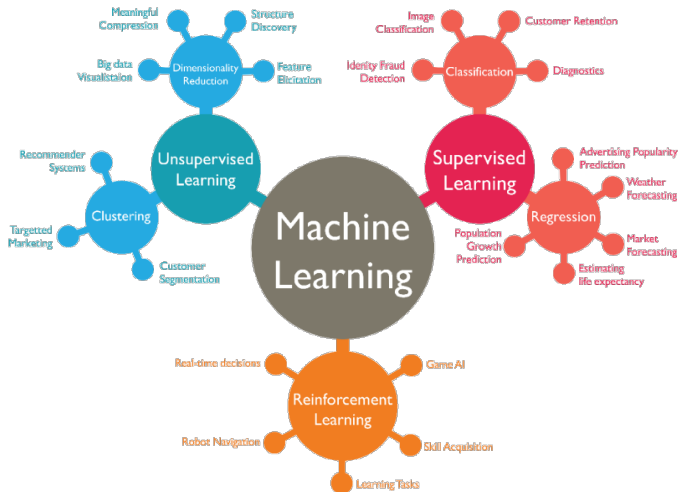 Meaningful
Compression
Structure
Discovery
Big data
Visualistaion
Dimensionality
Reduction
Feature
Elicitation
Unsupervised
Learning
Recommender
Systems
Clustering
Targetted
Marketing
Customer
Segmentation
Machine
Learning
Image
Classification
Customer Retention
Idenity Fraud
Detection
Classification
Diagnostics
Supervised
Learning
Advertising Popularity
Prediction
Weather
Forecasting
Regression
Population
Growth
Prediction
Market
Forecasting
Estimating
life expectancy
Real-time decisions
Game AI
Reinforcement
Learning
Robot Navigation
Skill Acquisition
Learning Tasks